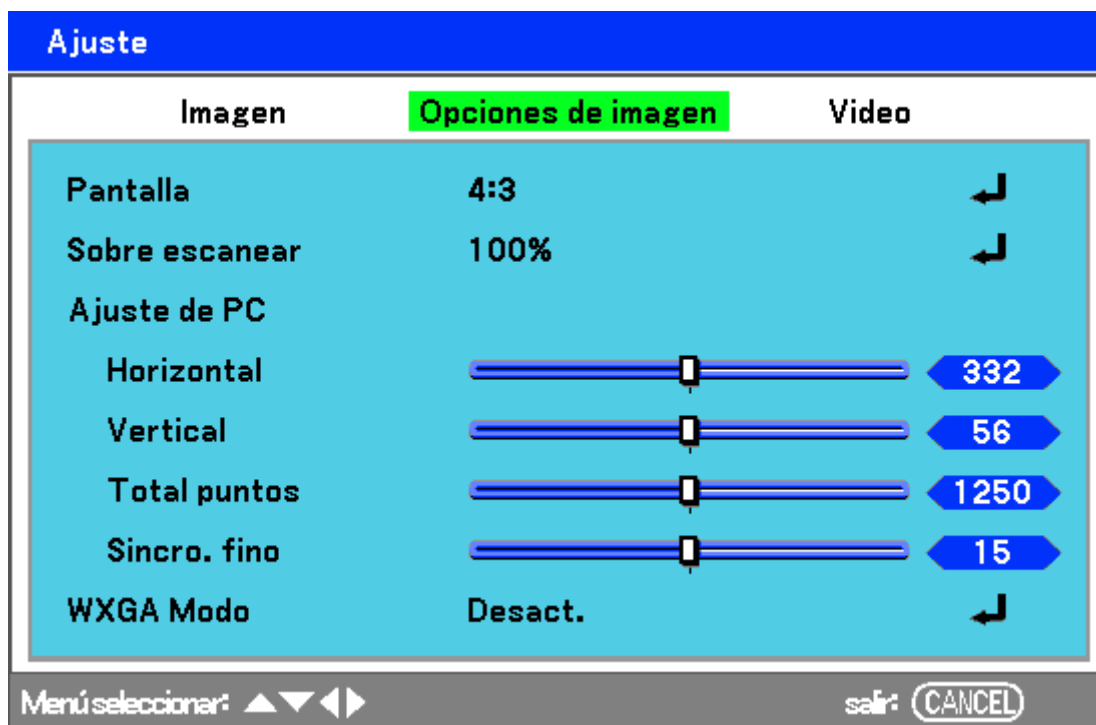 Ajuste
Imagen Opciones de imagen Video
Pantalla 4:3
Sobre escanear 100%
Ajuste de PC
Horizontal 332
Vertical 56
Total puntos 1250
Sincro. fino 15
WXGA Modo Desact.
Menú seleccionar: salir: CANCEL